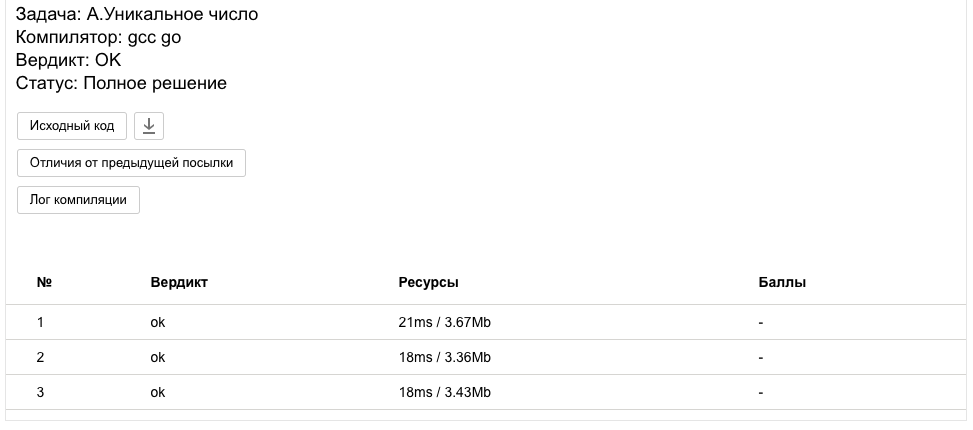 Задача: А.Уникальное число
Компилятор: gcc go
Вердикт: OK
Статус: Полное решение
Исходный код
Отличия от предыдущей посылки
Лог компиляции
№ Вердикт Ресурсы Баллы
1 ok 21ms / 3.67Mb -
2 ok 18ms / 3.36Mb -
3 ok 18ms / 3.43Mb -